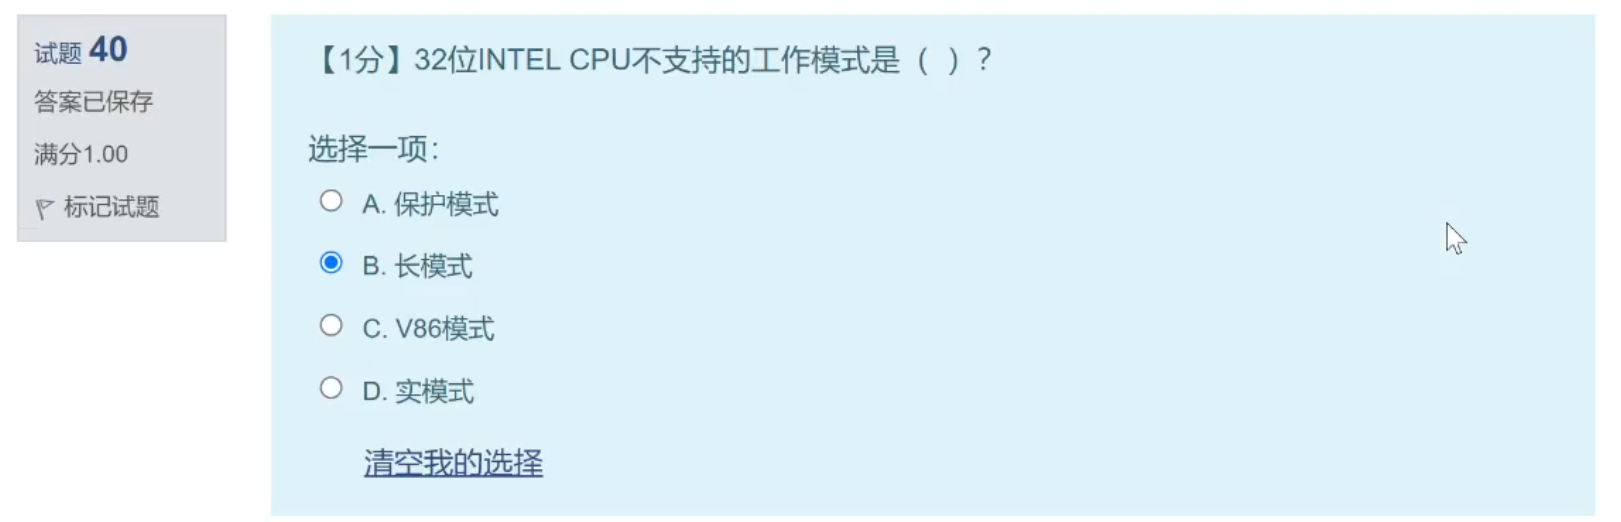 试题 40
答案已保存
满分1.00
标记试题
【1分】32位INTEL CPU不支持的工作模式是（ ）？
选择一项：
A. 保护模式
B. 长模式
C. V86模式
D. 实模式
清空我的选择